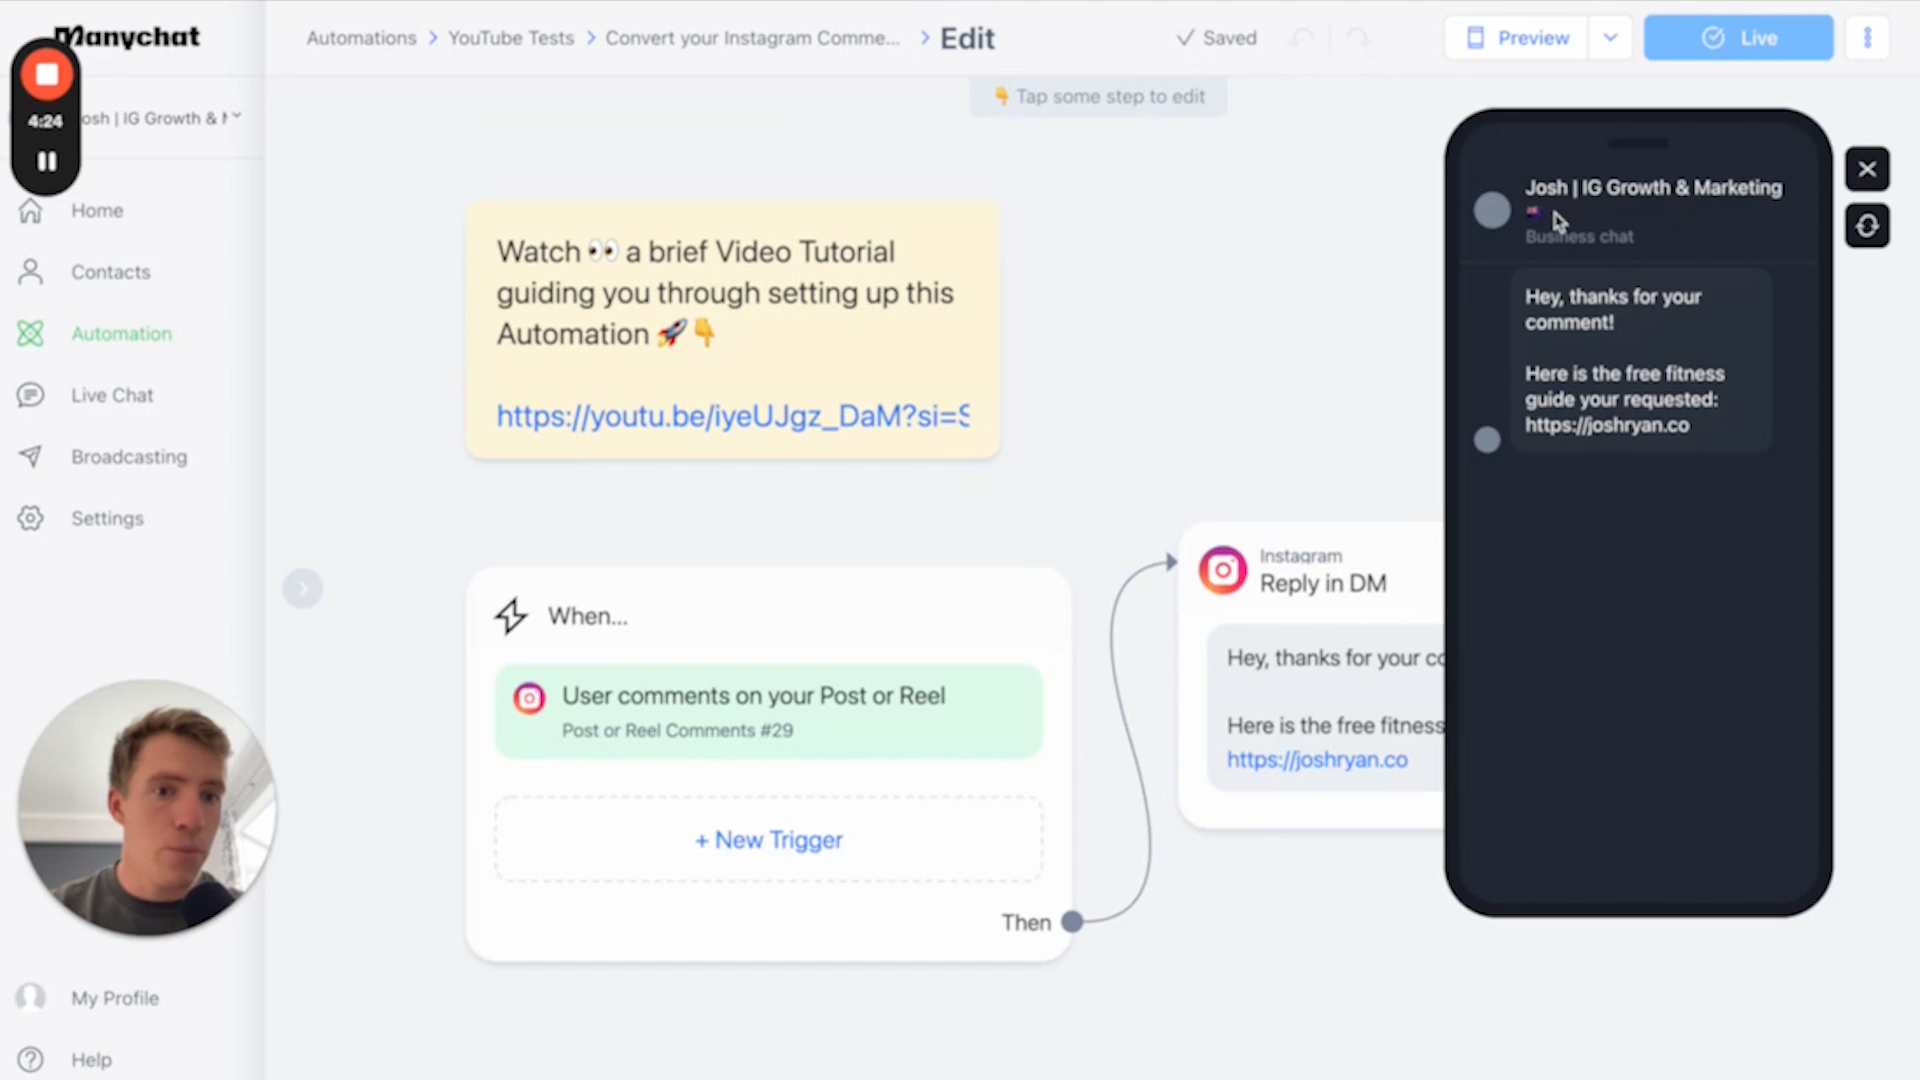 Manychat
Automations > YouTube Tests > Convert your Instagram Comme... > Edit
Saved
Preview
Live
4:24
osh | IG Growth &
Tap some step to edit
Home
Contacts
Automation
Live Chat
Broadcasting
Settings
My Profile
Help
Watch 👀 a brief Video Tutorial
guiding you through setting up this
Automation 🚀👇
https://youtu.be/iyeUJgz_DaM?si=S
When...
User comments on your Post or Reel
Post or Reel Comments #29
+ New Trigger
Then
Instagram
Reply in DM
Hey, thanks for your co
Here is the free fitness
https://joshryan.co
Josh | IG Growth & Marketing
Business chat
Hey, thanks for your
comment!
Here is the free fitness
guide your requested:
https://joshryan.co